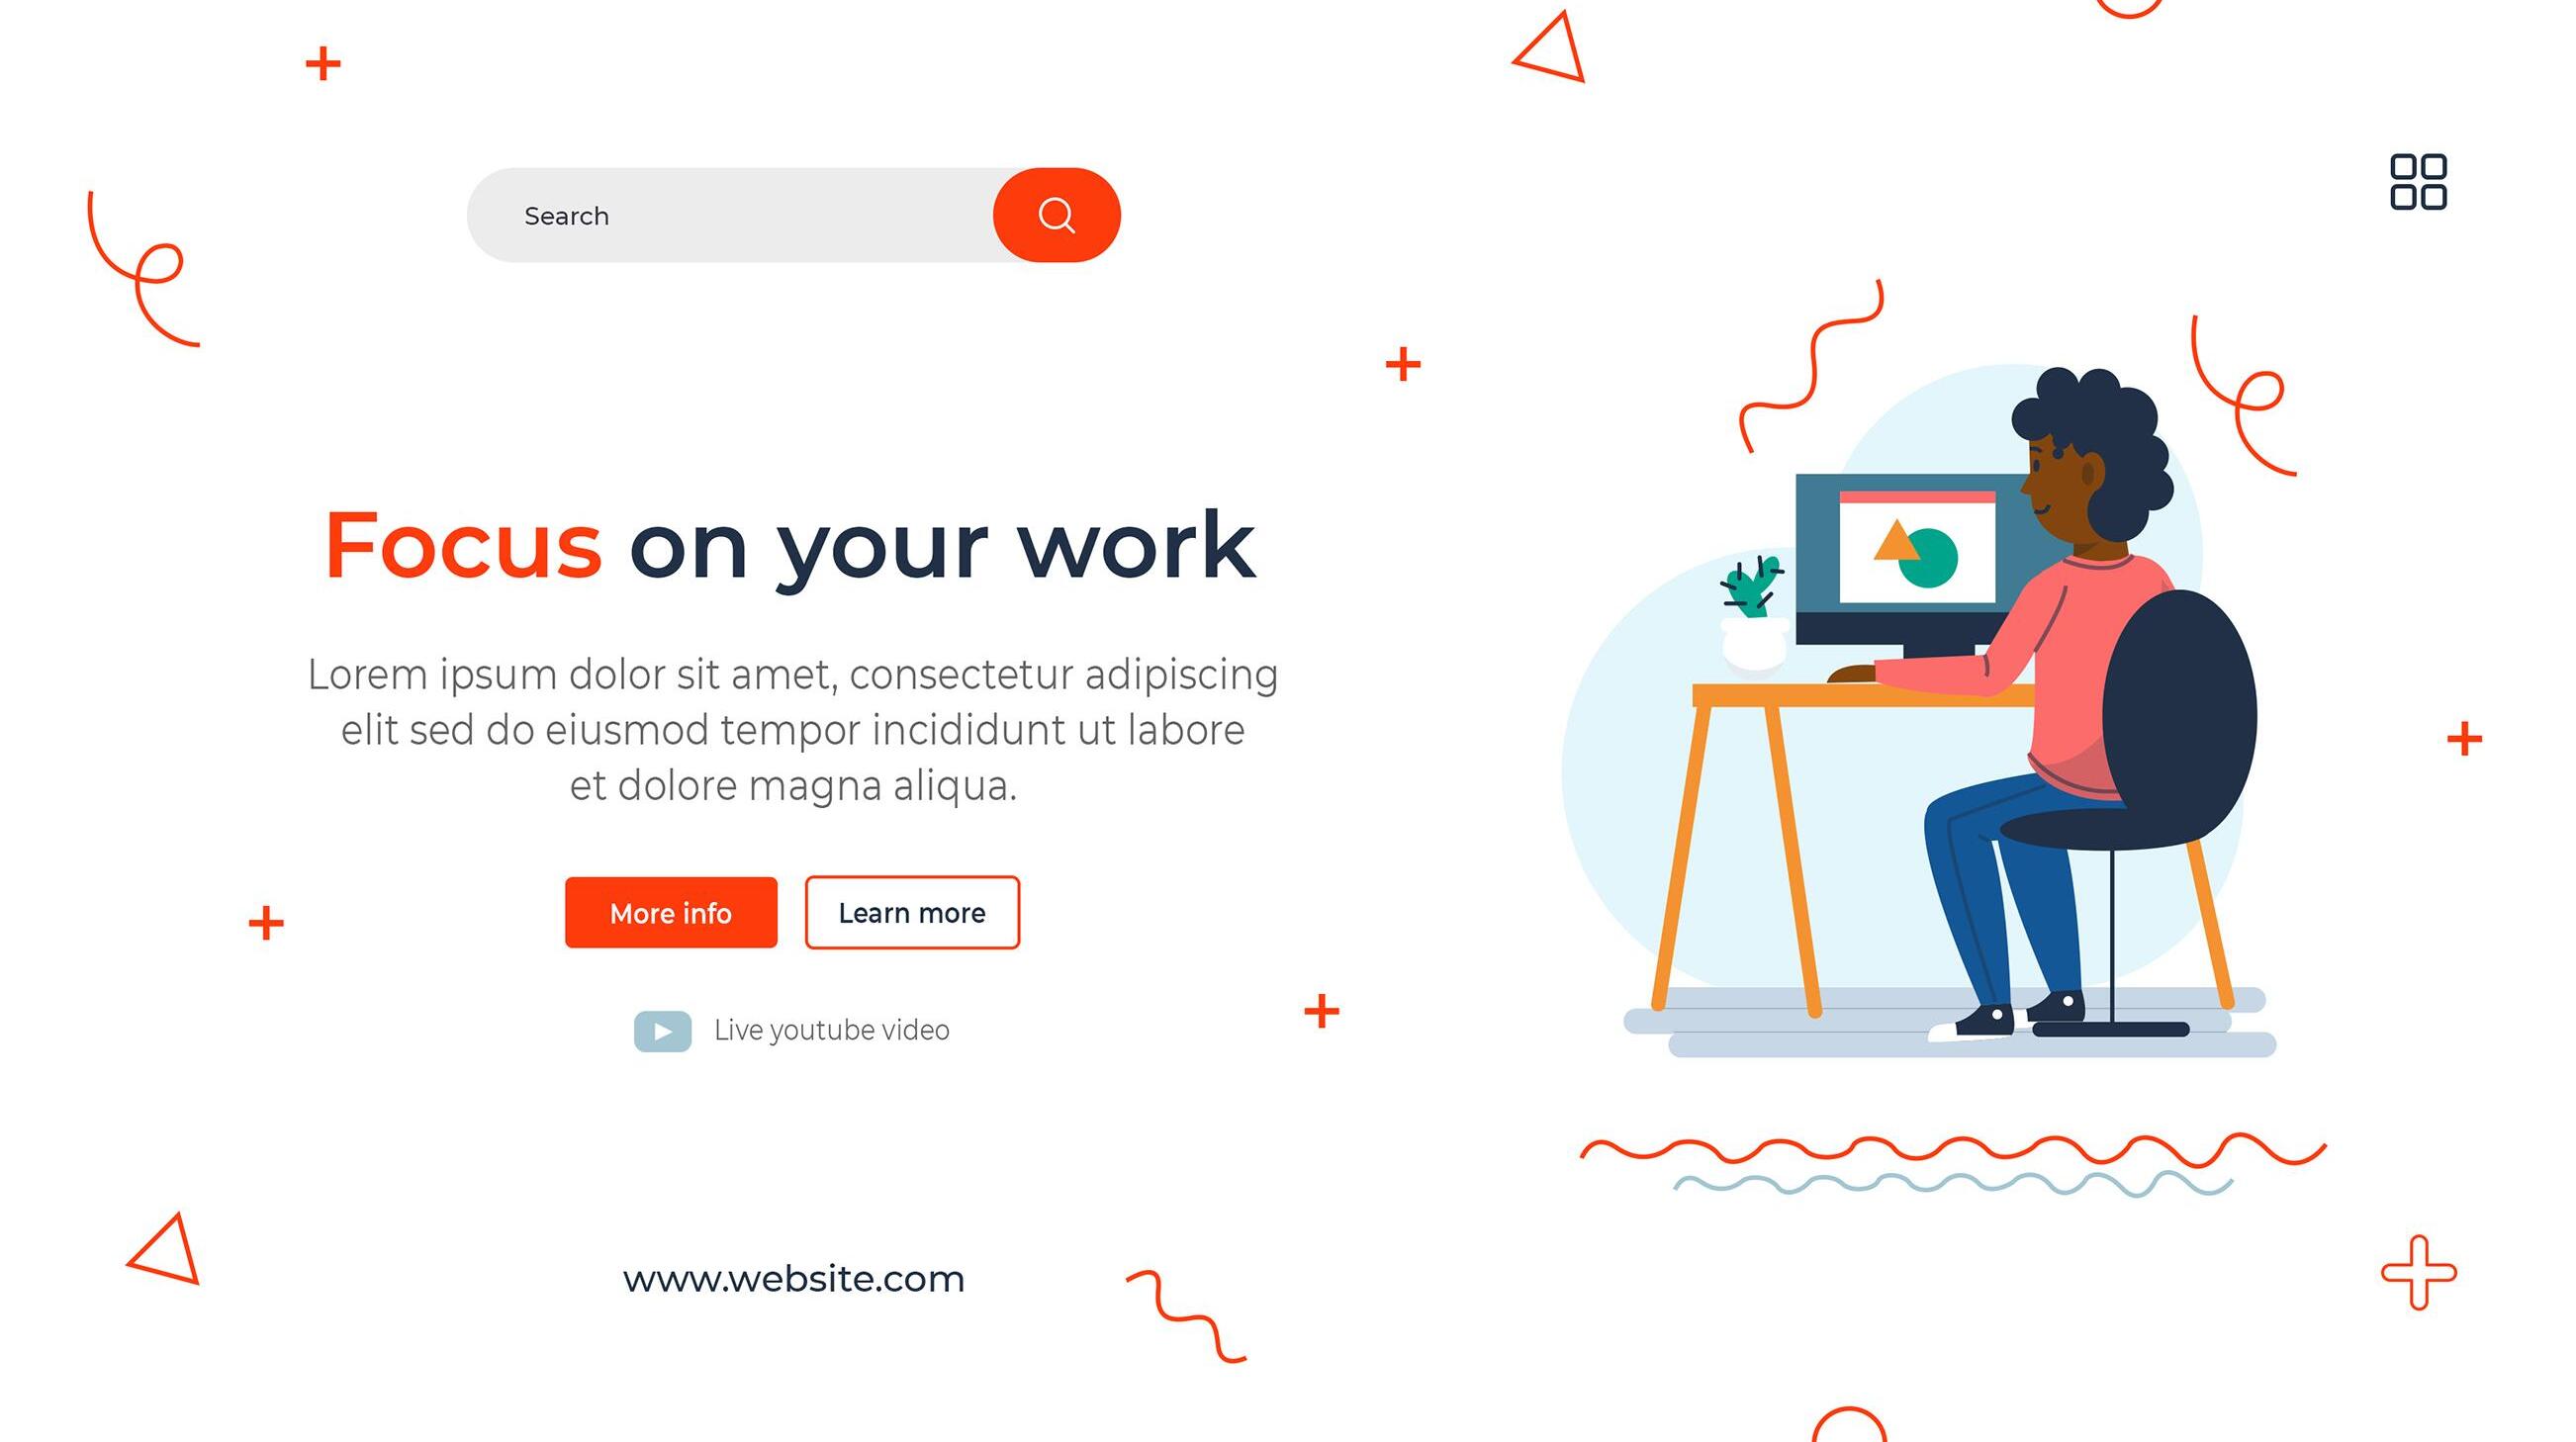 Search
Focus on your work
Lorem ipsum dolor sit amet, consectetur adipiscing
elit sed do eiusmod tempor incididunt ut labore
et dolore magna aliqua.
More info
Learn more
Live youtube video
www.website.com